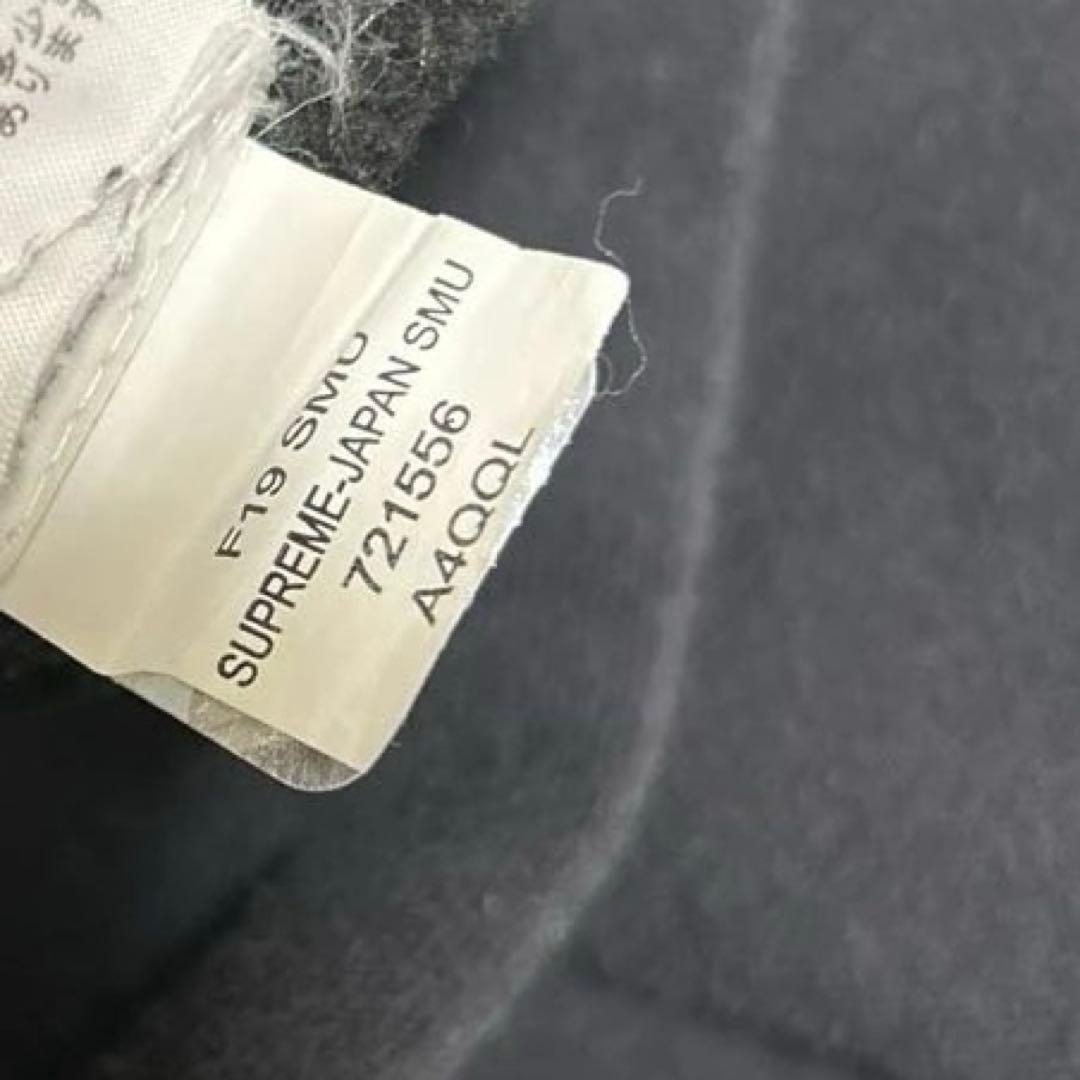 F19 SMU
SUPREME-JAPAN SMU
721556
A4QQL